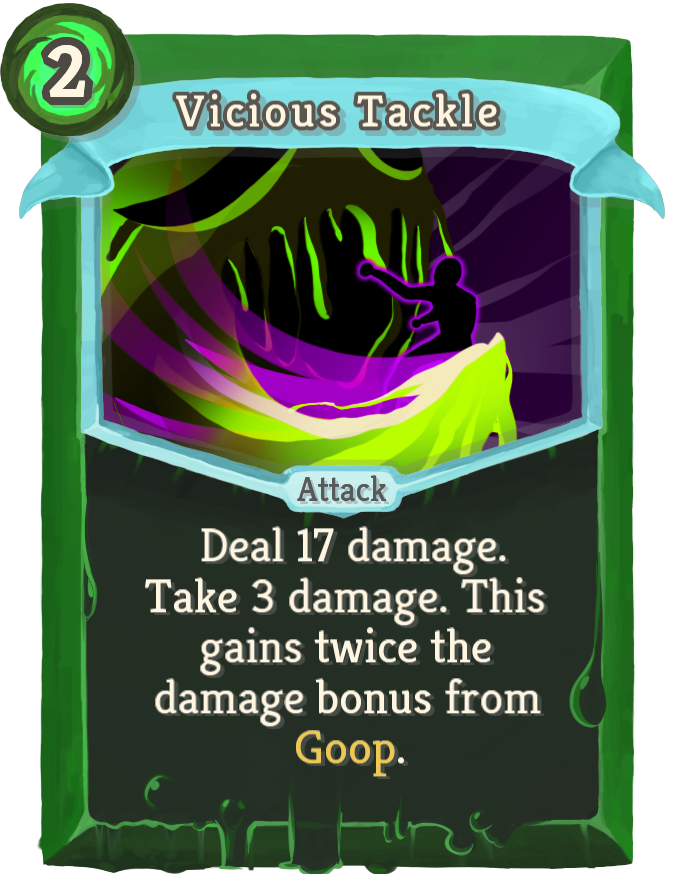 2
Vicious Tackle
Attack
Deal 17 damage.
Take 3 damage. This
gains twice the
damage bonus from
Goop.